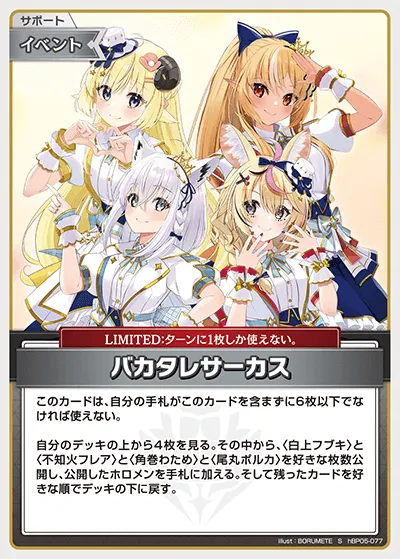 サポート
イベント
LIMITED:ターンに1枚しか使えない。
バカタレサーカス
このカードは、自分の手札がこのカードを含まずに6枚以下でな
ければ使えない。
自分のデッキの上から4枚を見る。その中から、〈白上フブキ〉と
〈不知火フレア〉と〈角巻わため〉と〈尾丸ポルカ〉を好きな枚数公
開し、公開したホロメンを手札に加える。そして残ったカードを好
きな順でデッキの下に戻す。
illust：BORUMETE S hBP05-077